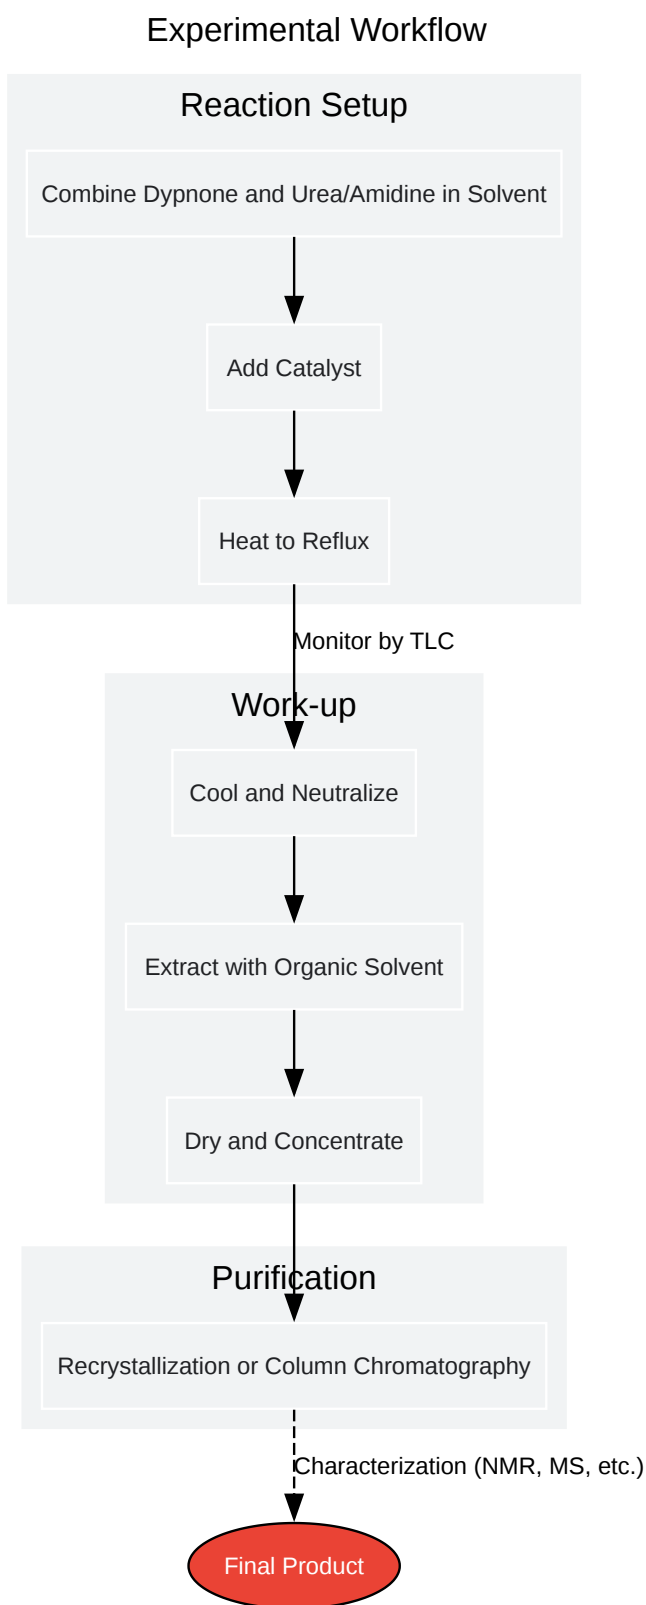 Experimental Workflow
Reaction Setup
Combine Dypnone and Urea/Amidine in Solvent
Add Catalyst
Heat to Reflux
Monitor by TLC
Work-up
Cool and Neutralize
Extract with Organic Solvent
Dry and Concentrate
Purification
Recrystallization or Column Chromatography
Characterization (NMR, MS, etc.)
Final Product